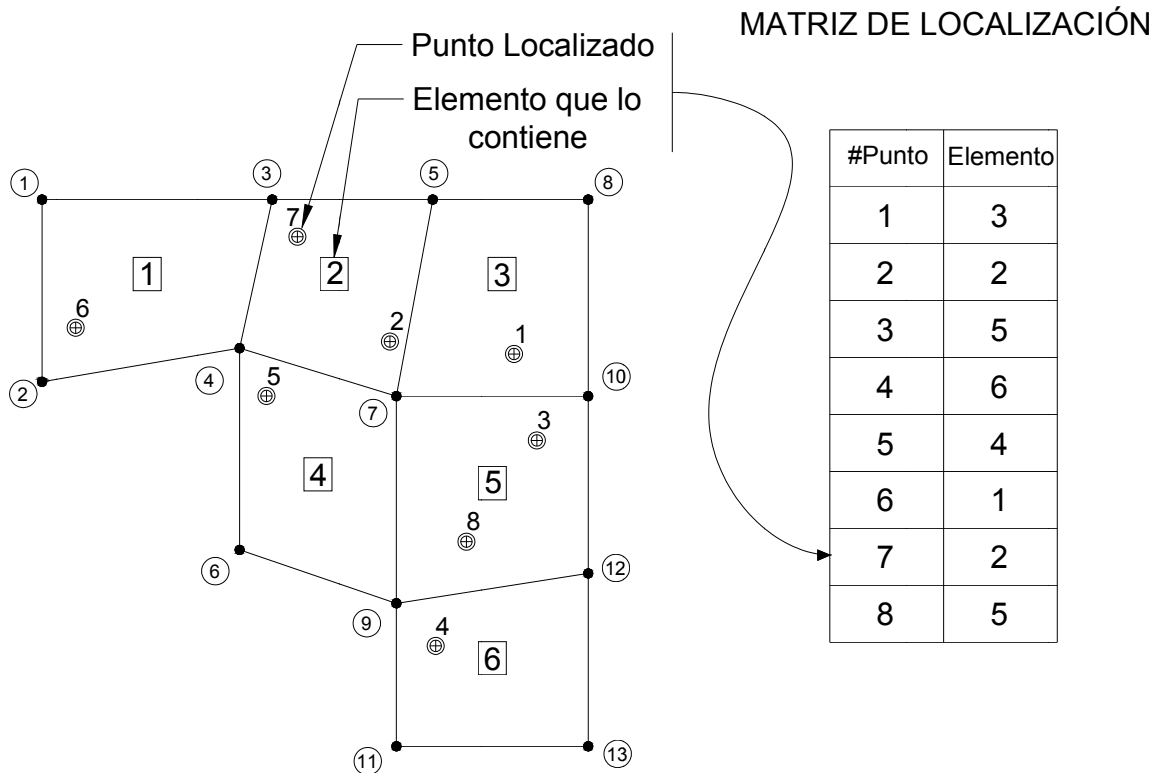 MATRIZ DE LOCALIZACIÓN
Punto Localizado
Elemento que lo
contiene
#Punto Elemento
1 3
2 2
3 5
4 6
5 4
6 1
7 2
8 5
1 3 5 8
7
1 2 3
6 2 1
2 4 5 7 10
3
4 5
8
6 9 12
4
6
11 13